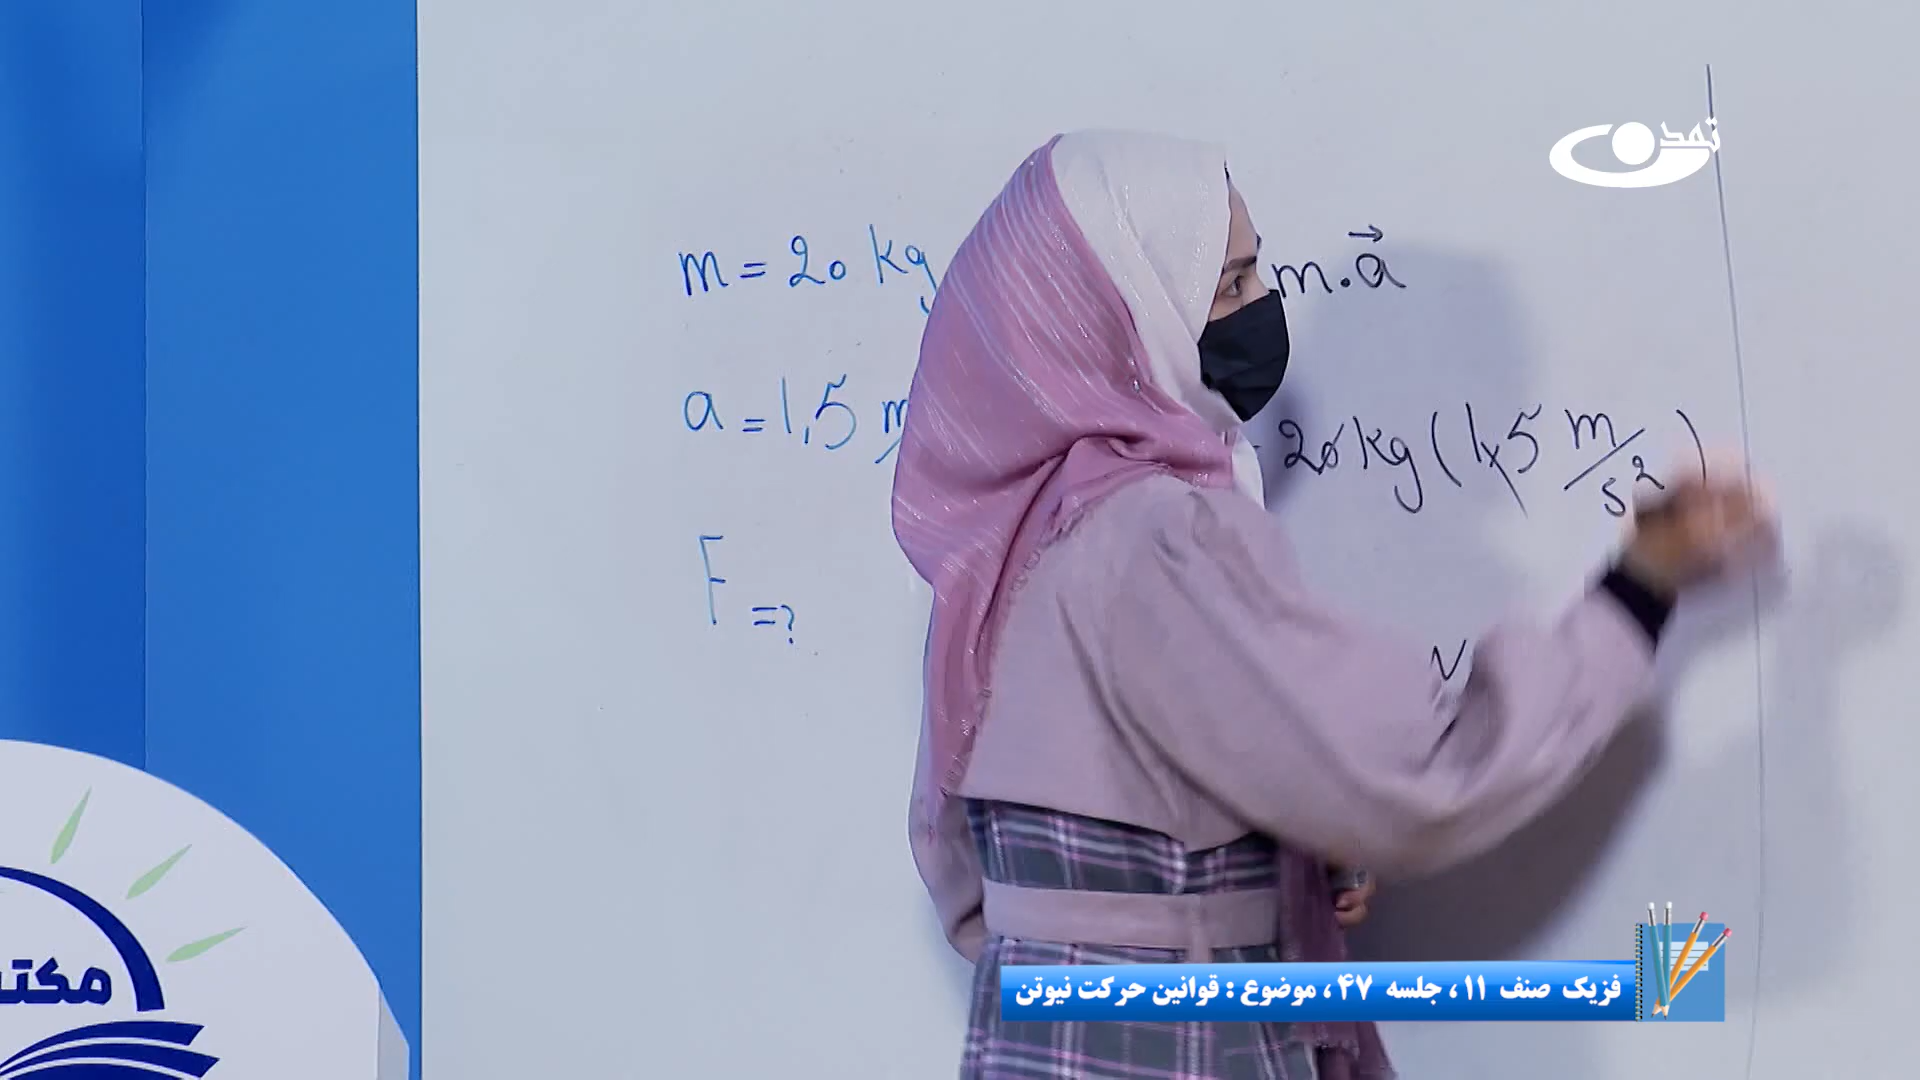 تمدن
m = 20 kg
m.a⃗
a = 1,5 m
20 kg (1,5 m/s²)
F = ?
N
مکتب
فزیک صنف ۱۱، جلسه ۴۷، موضوع : قوانین حرکت نیوتن